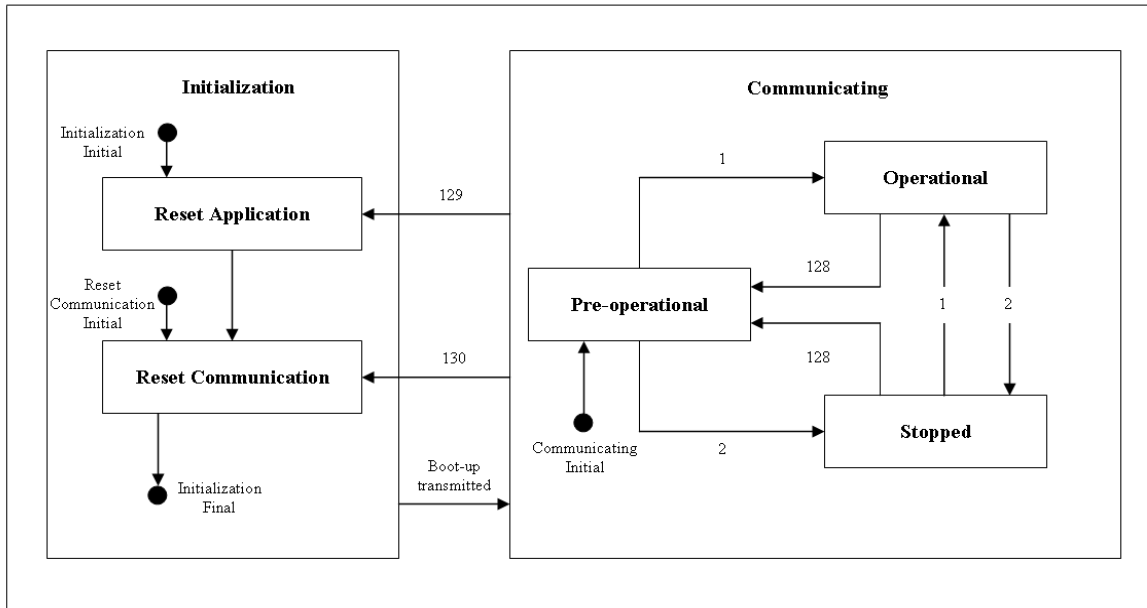 Initialization
Initialization
Initial
Reset Application
Reset
Communication
Initial
Reset Communication
Initialization
Final
129
130
Boot-up
transmitted
Communicating
1
Operational
128
Pre-operational
1
2
128
Communicating
Initial
2
Stopped